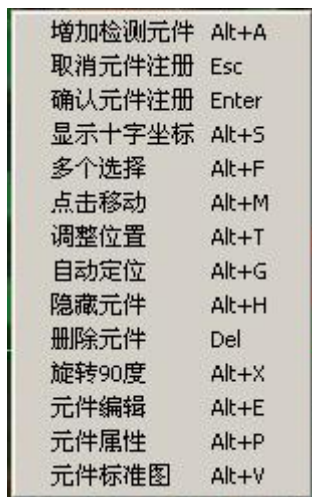 增加检测元件 Alt+A
取消元件注册 Esc
确认元件注册 Enter
显示十字坐标 Alt+S
多个选择 Alt+F
点击移动 Alt+M
调整位置 Alt+T
自动定位 Alt+G
隐藏元件 Alt+H
删除元件 Del
旋转90度 Alt+X
元件编辑 Alt+E
元件属性 Alt+P
元件标准图 Alt+V